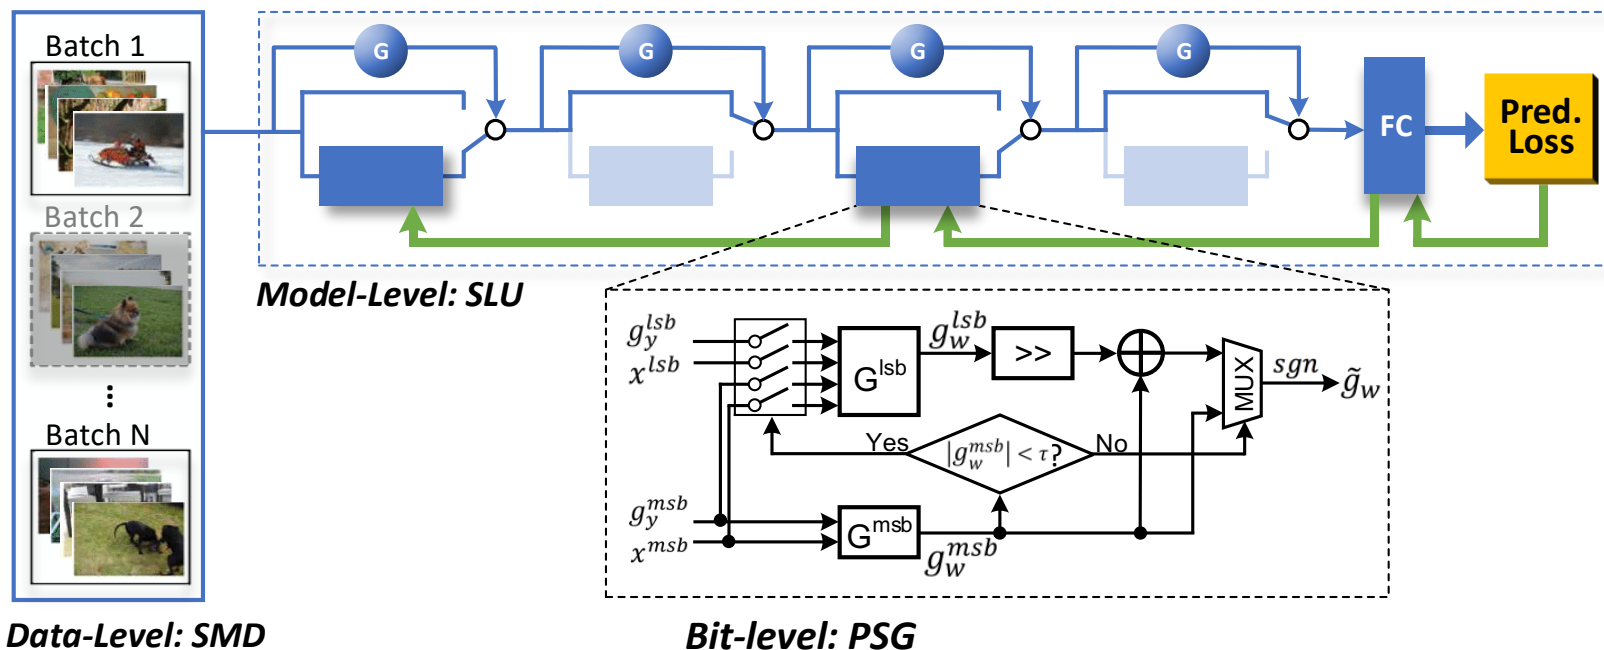 Batch 1
Batch 2
⋮
Batch N
Data-Level: SMD
G
G
G
G
FC
Pred.
Loss
Model-Level: SLU
g_y^{lsb}
x^{lsb}
G^{lsb}
g_w^{lsb}
>>
MUX
sgn
g̃_w
Yes
|g_w^{msb}| < τ?
No
g_y^{msb}
x^{msb}
G^{msb}
g_w^{msb}
Bit-level: PSG